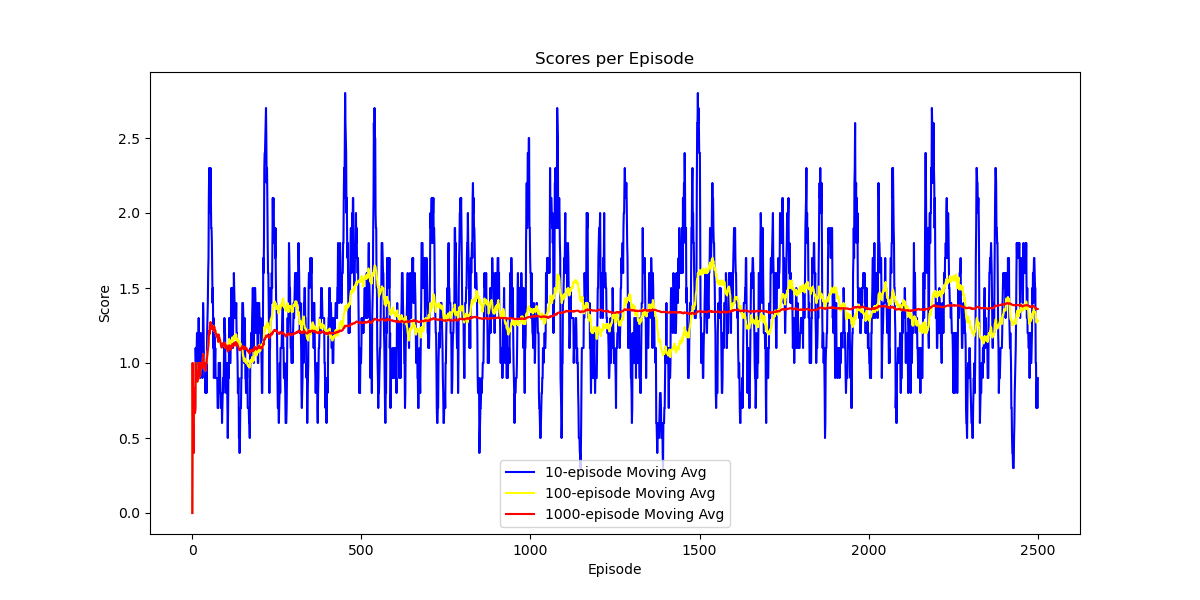 Scores per Episode
2.5
2.0
1.5
1.0
0.5
0.0
Score
10-episode Moving Avg
100-episode Moving Avg
1000-episode Moving Avg
0
500
1000
1500
2000
2500
Episode